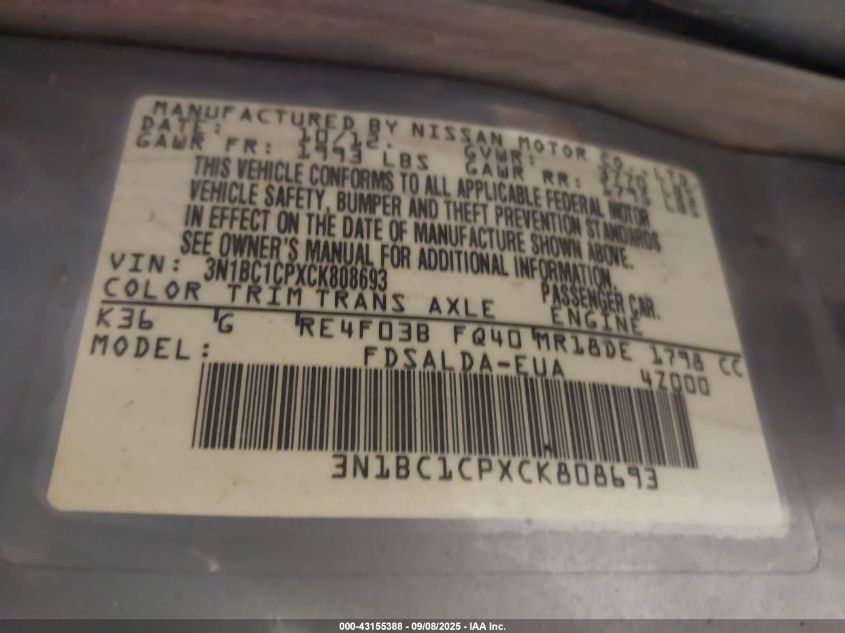 MANUFACTURED BY NISSAN MOTOR CO., LTD.
DATE: 10/12. GVWR: LBS
GAWR FR: 1993 LBS GAWR RR: LBS
THIS VEHICLE CONFORMS TO ALL APPLICABLE FEDERAL MOTOR
VEHICLE SAFETY, BUMPER AND THEFT PREVENTION STANDARDS
IN EFFECT ON THE DATE OF MANUFACTURE SHOWN ABOVE.
SEE OWNER'S MANUAL FOR ADDITIONAL INFORMATION.
VIN: 3N1BC1CPXCK808693 PASSENGER CAR.
COLOR TRIM TRANS AXLE ENGINE
K36 G RE4F03B FQ40 MR18DE 1798 CC
MODEL: FDSALDA-EUA 4Z000
3N1BC1CPXCK808693
000-43155388 - 09/08/2025 - IAA Inc.